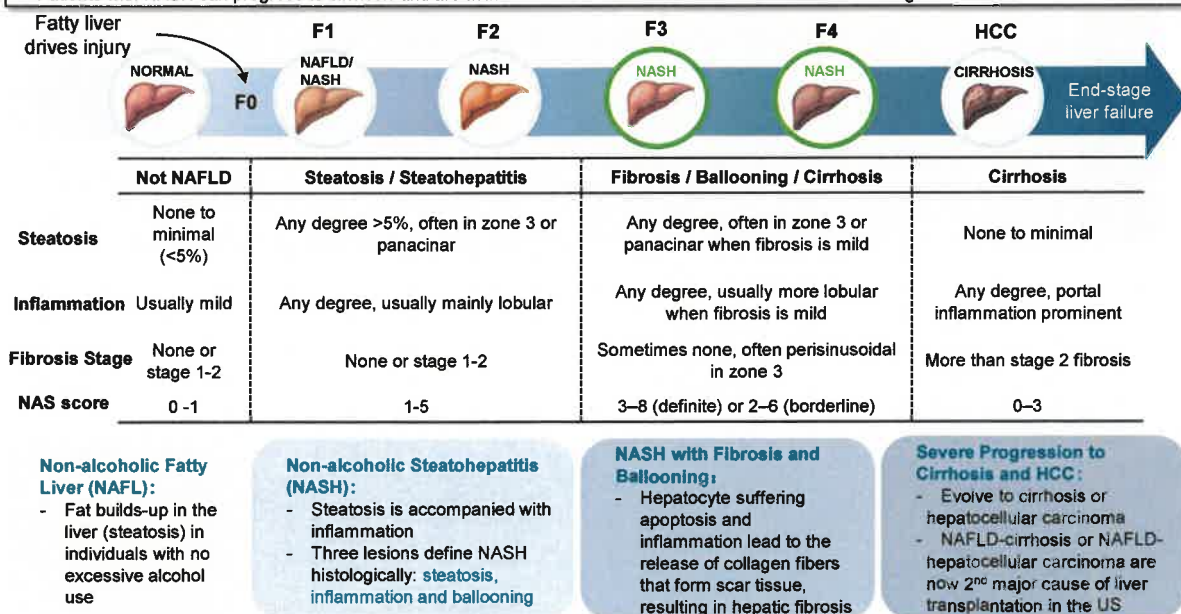 Fatty liver
drives injury
F1
F2
F3
F4
HCC
NORMAL
F0
NAFLD/
NASH
NASH
NASH
NASH
CIRRHOSIS
End-stage
liver failure
Not NAFLD
Steatosis / Steatohepatitis
Fibrosis / Ballooning / Cirrhosis
Cirrhosis
Steatosis
None to
minimal
(<5%)
Any degree >5%, often in zone 3 or
panacinar
Any degree, often in zone 3 or
panacinar when fibrosis is mild
None to minimal
Inflammation
Usually mild
Any degree, usually mainly lobular
Any degree, usually more lobular
when fibrosis is mild
Any degree, portal
inflammation prominent
Fibrosis Stage
None or
stage 1-2
None or stage 1-2
Sometimes none, often perisinusoidal
in zone 3
More than stage 2 fibrosis
NAS score
0 -1
1-5
3–8 (definite) or 2–6 (borderline)
0–3
Non-alcoholic Fatty
Liver (NAFL):
- Fat builds-up in the
liver (steatosis) in
individuals with no
excessive alcohol
use
Non-alcoholic Steatohepatitis
(NASH):
- Steatosis is accompanied with
inflammation
- Three lesions define NASH
histologically: steatosis,
inflammation and ballooning
NASH with Fibrosis and
Ballooning:
- Hepatocyte suffering
apoptosis and
inflammation lead to the
release of collagen fibers
that form scar tissue,
resulting in hepatic fibrosis
Severe Progression to
Cirrhosis and HCC:
- Evolve to cirrhosis or
hepatocellular carcinoma
- NAFLD-cirrhosis or NAFLD-
hepatocellular carcinoma are
now 2nd major cause of liver
transplantation in the US